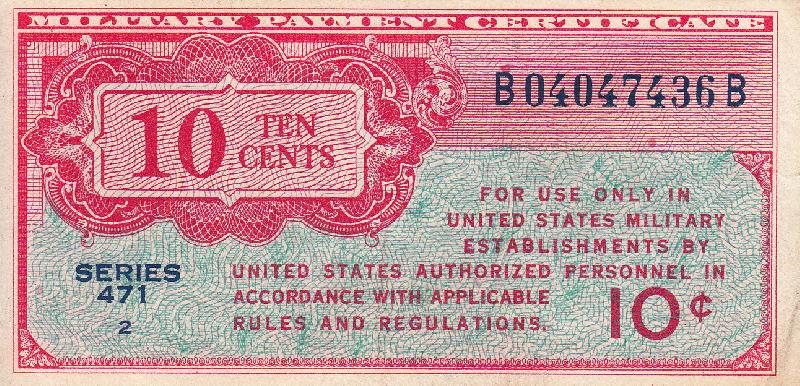 MILITARY PAYMENT CERTIFICATE
B04047436B
10 TEN
CENTS
FOR USE ONLY IN
UNITED STATES MILITARY
ESTABLISHMENTS BY
UNITED STATES AUTHORIZED PERSONNEL IN
ACCORDANCE WITH APPLICABLE
RULES AND REGULATIONS.
SERIES
471
2
10¢